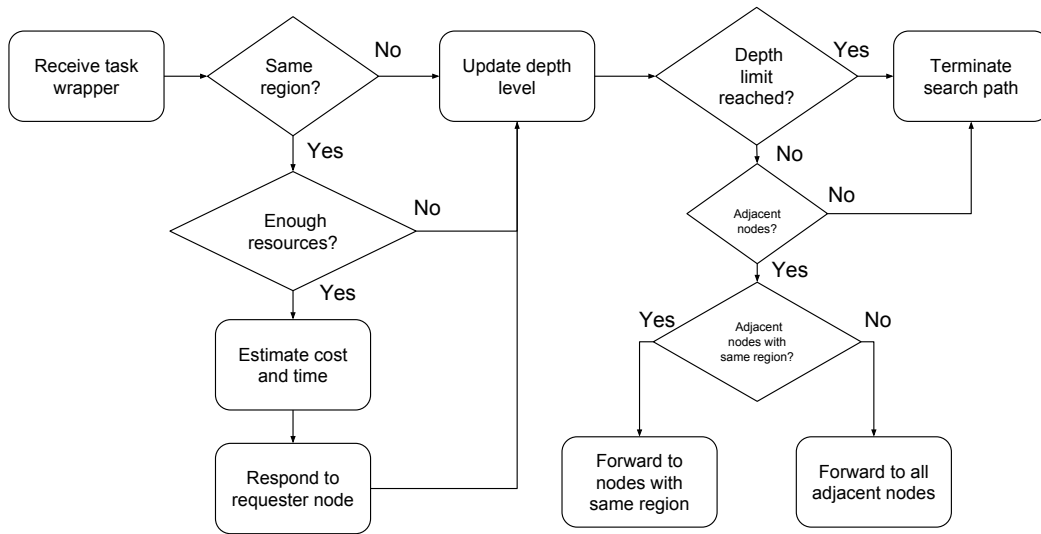 Receive task
wrapper
Same
region?
No
Yes
Update depth
level
Depth
limit
reached?
Yes
No
Terminate
search path
Enough
resources?
No
Yes
Adjacent
nodes?
No
Yes
Estimate cost
and time
Adjacent
nodes with
same region?
Yes
No
Respond to
requester node
Forward to
nodes with
same region
Forward to all
adjacent nodes